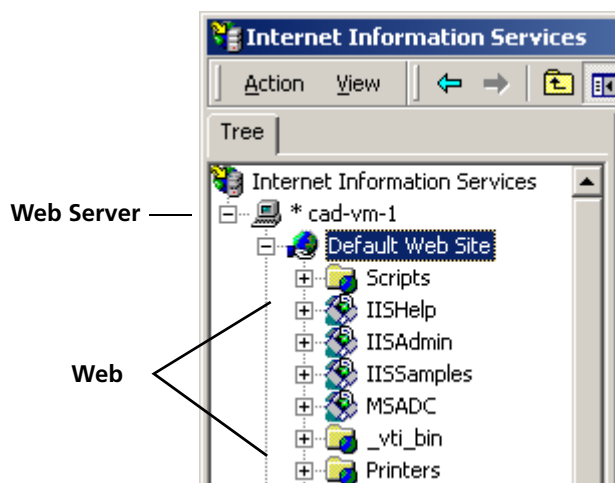 Internet Information Services
Action View
Tree
Internet Information Services
Web Server
* cad-vm-1
Default Web Site
Scripts
IISHelp
IISAdmin
IISSamples
Web
MSADC
_vti_bin
Printers